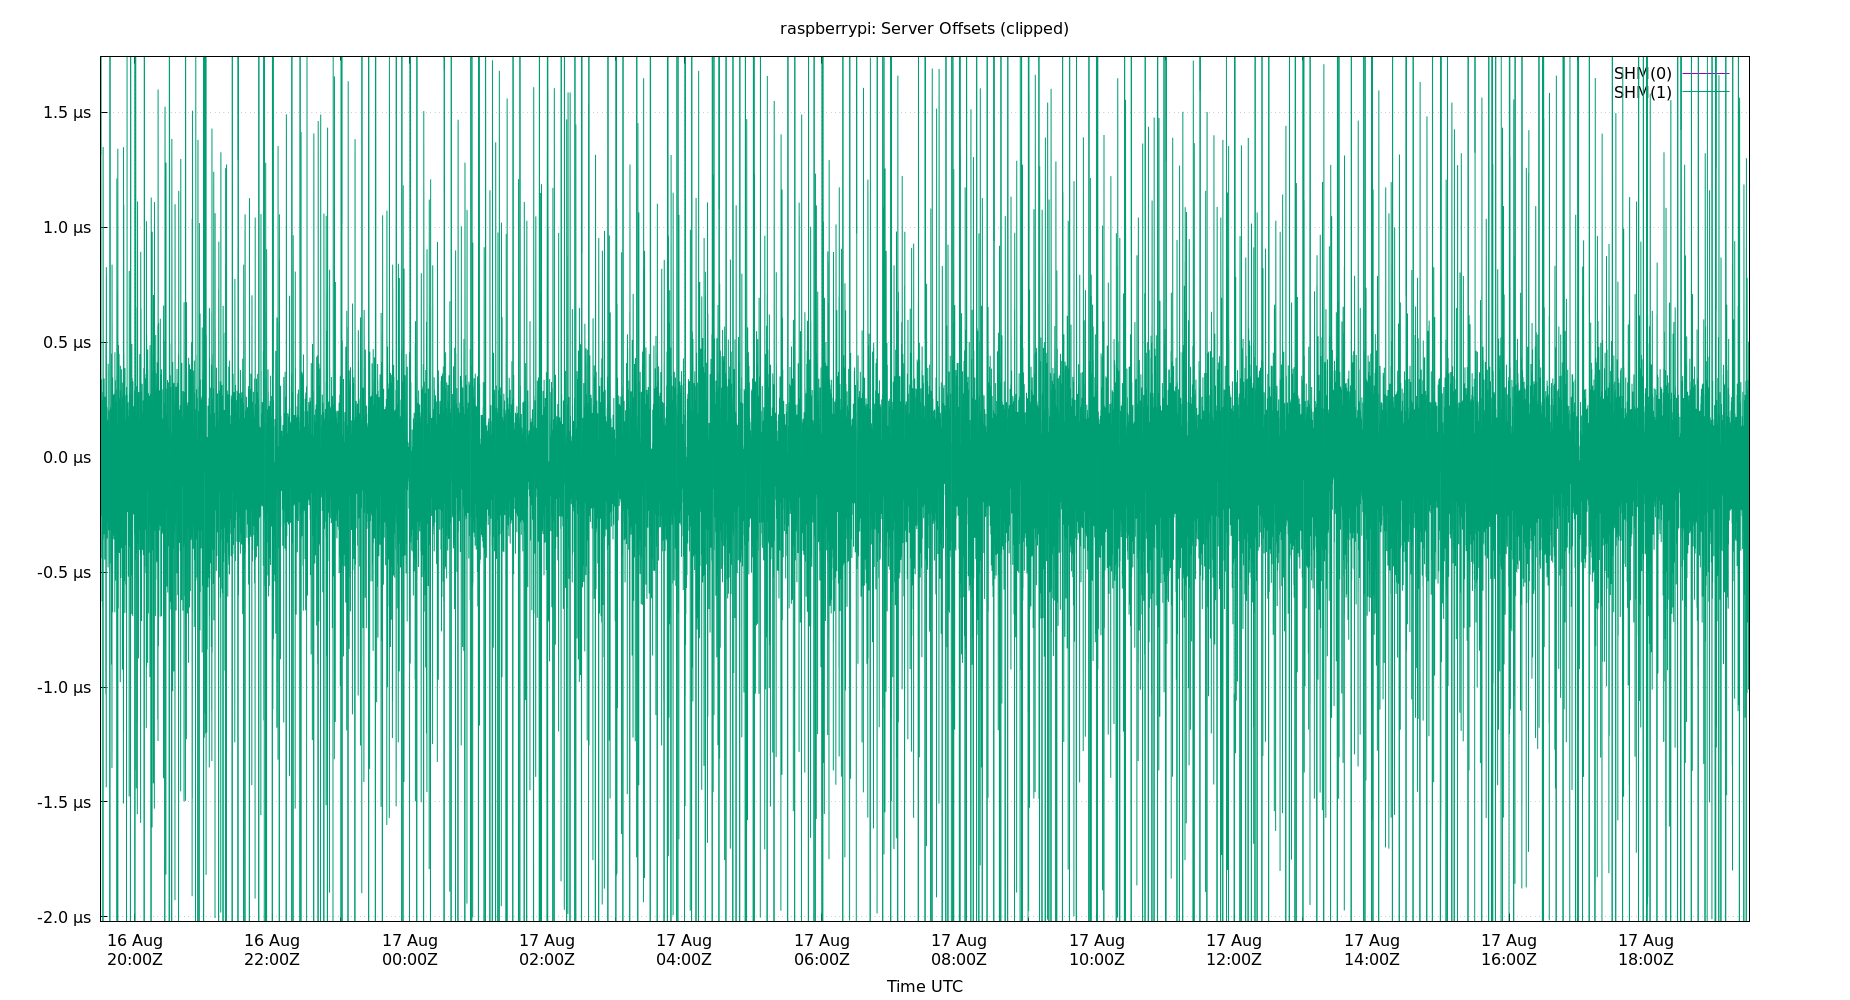 raspberrypi: Server Offsets (clipped)
SHM(0)
SHM(1)
1.5 µs
1.0 µs
0.5 µs
0.0 µs
-0.5 µs
-1.0 µs
-1.5 µs
-2.0 µs
16 Aug 16 Aug 17 Aug 17 Aug 17 Aug 17 Aug 17 Aug 17 Aug 17 Aug 17 Aug 17 Aug 17 Aug
20:00Z 22:00Z 00:00Z 02:00Z 04:00Z 06:00Z 08:00Z 10:00Z 12:00Z 14:00Z 16:00Z 18:00Z
Time UTC